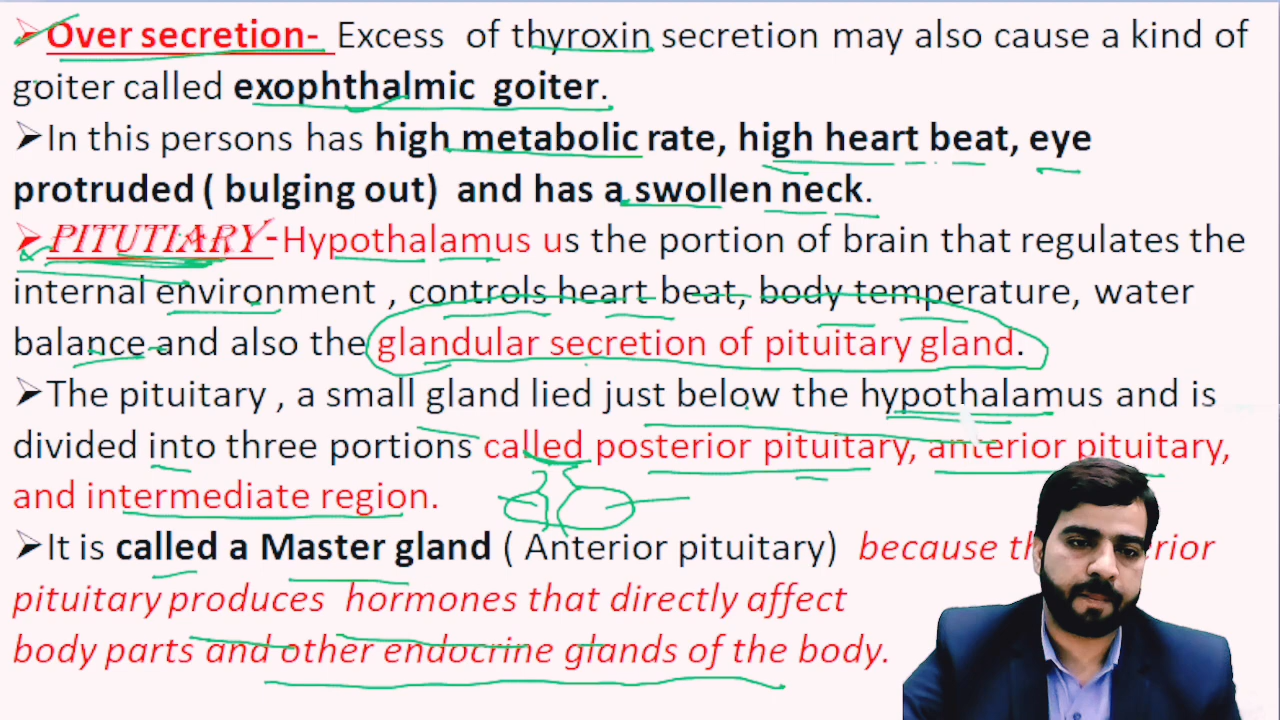 ➢Over secretion- Excess of thyroxin secretion may also cause a kind of
goiter called exophthalmic goiter.
➢In this persons has high metabolic rate, high heart beat, eye
protruded ( bulging out) and has a swollen neck.
➢PITUTIARY-Hypothalamus us the portion of brain that regulates the
internal environment , controls heart beat, body temperature, water
balance and also the glandular secretion of pituitary gland.
➢The pituitary , a small gland lied just below the hypothalamus and is
divided into three portions called posterior pituitary, anterior pituitary,
and intermediate region.
➢It is called a Master gland ( Anterior pituitary) because
pituitary produces hormones that directly affect
body parts and other endocrine glands of the body.